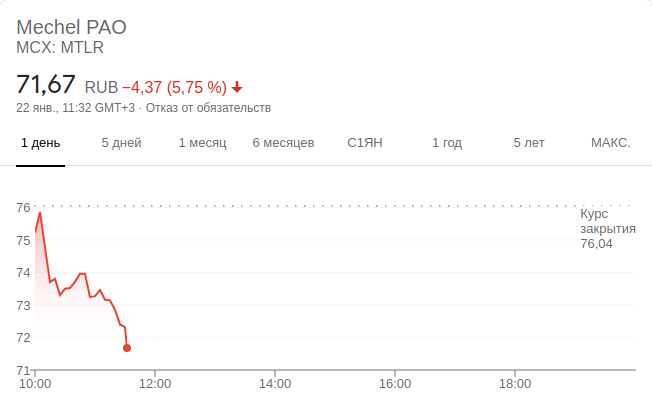 Mechel PAO
MCX: MTLR
71,67 RUB −4,37 (5,75 %)
22 янв., 11:32 GMT+3 · Отказ от обязательств
1 день 5 дней 1 месяц 6 месяцев С1ЯН 1 год 5 лет МАКС.
76
Курс
закрытия
76,04
75
74
73
72
71
10:00 12:00 14:00 16:00 18:00